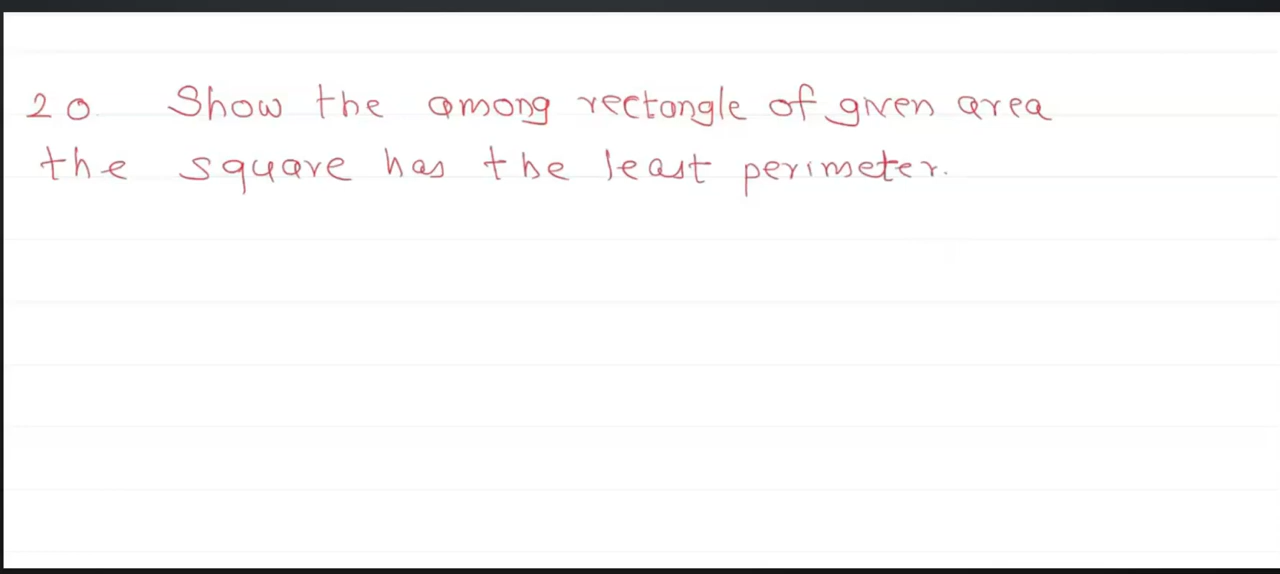 20. Show the among rectangle of given area
the square has the least perimeter.